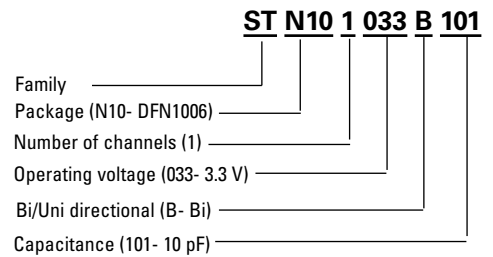 ST N10 1 033 B 101
Family
Package (N10- DFN1006)
Number of channels (1)
Operating voltage (033- 3.3 V)
Bi/Uni directional (B- Bi)
Capacitance (101- 10 pF)